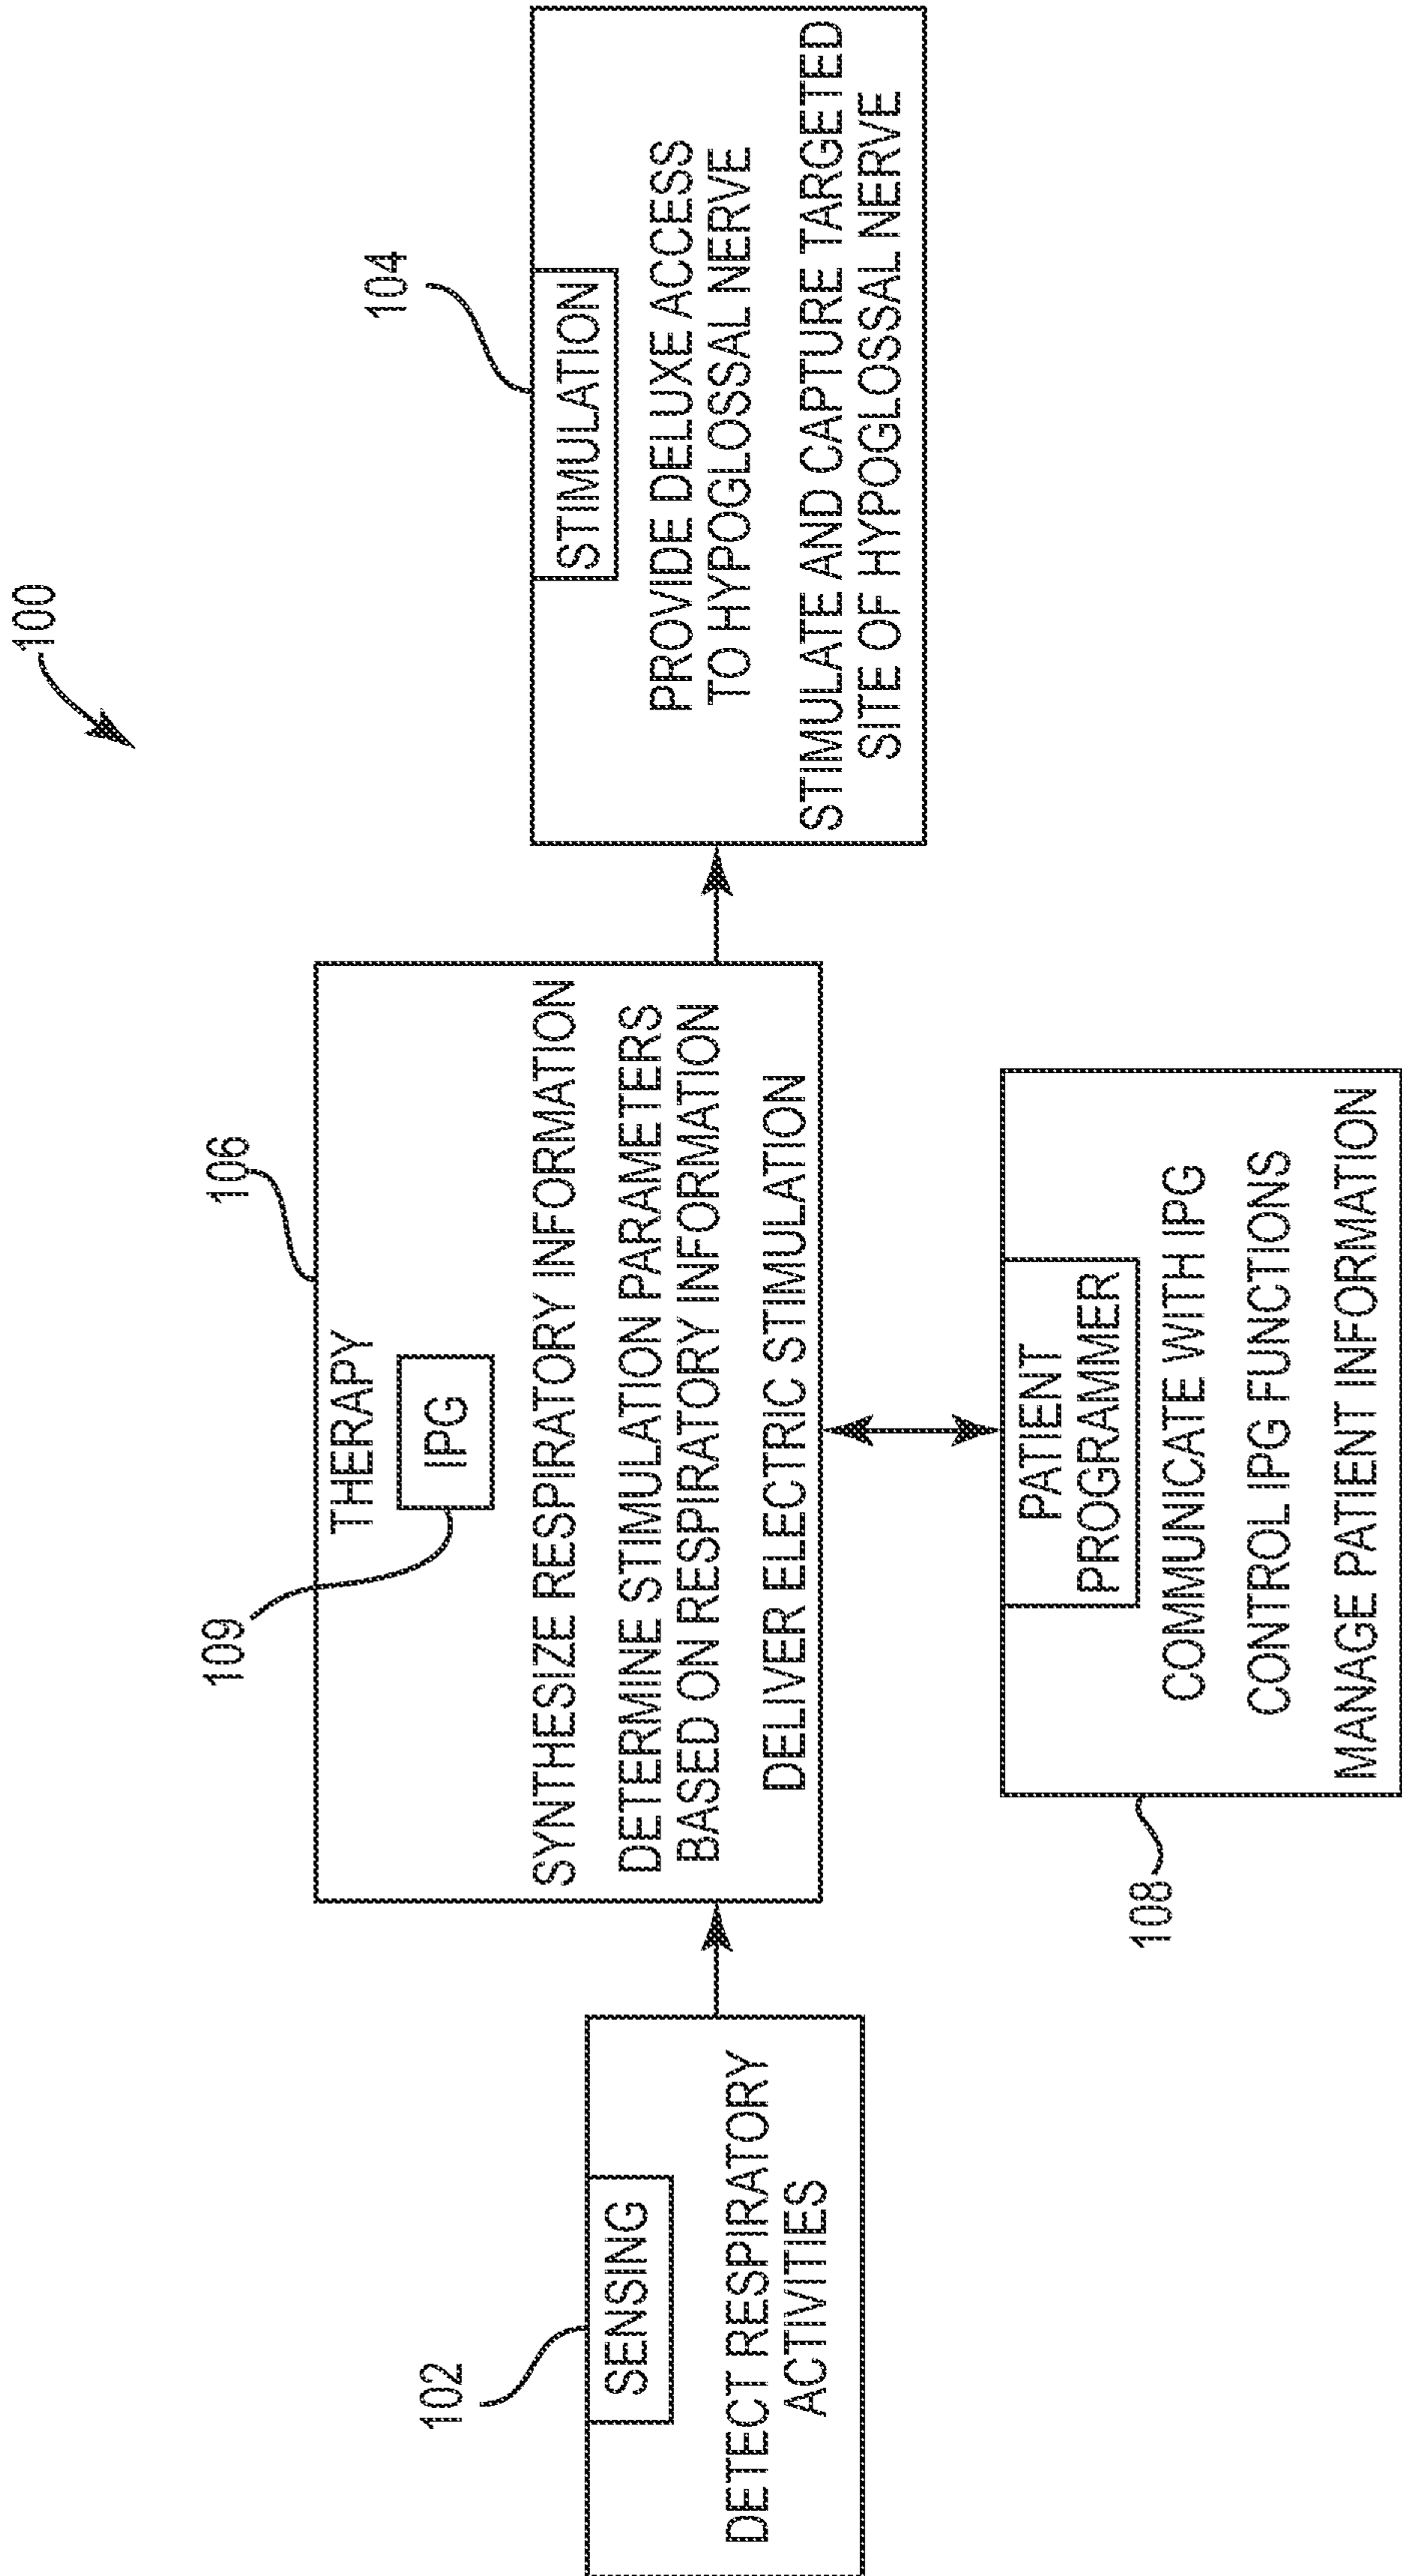 100
102
SENSING
DETECT RESPIRATORY
ACTIVITIES
106
109
THERAPY
IPG
SYNTHESIZE RESPIRATORY INFORMATION
DETERMINE STIMULATION PARAMETERS
BASED ON RESPIRATORY INFORMATION
DELIVER ELECTRIC STIMULATION
104
STIMULATION
PROVIDE DELUXE ACCESS
TO HYPOGLOSSAL NERVE
STIMULATE AND CAPTURE TARGETED
SITE OF HYPOGLOSSAL NERVE
108
PATIENT
PROGRAMMER
COMMUNICATE WITH IPG
CONTROL IPG FUNCTIONS
MANAGE PATIENT INFORMATION